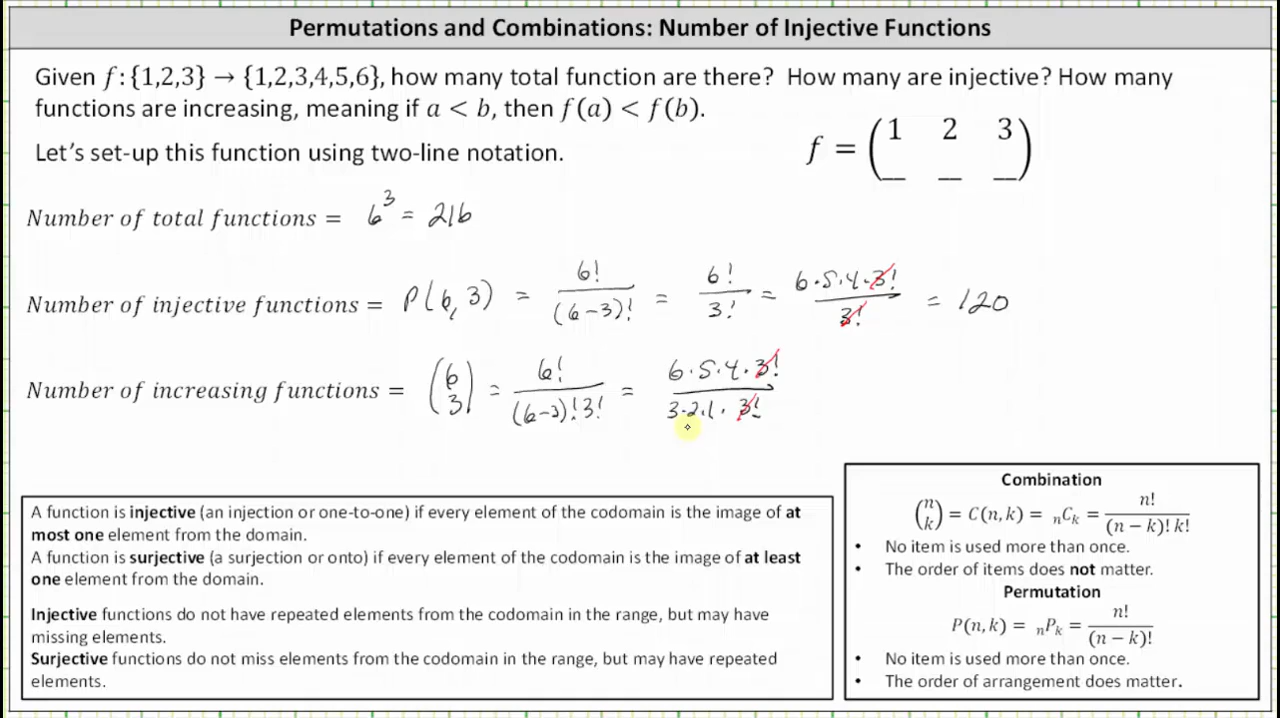 Permutations and Combinations: Number of Injective Functions
Given f:{1,2,3} → {1,2,3,4,5,6}, how many total function are there? How many are injective? How many
functions are increasing, meaning if a < b, then f(a) < f(b).
Let's set-up this function using two-line notation.
f = (1 2 3
_ _ _)
Number of total functions = 6^3 = 216
Number of injective functions = P(6,3) = 6!/(6-3)! = 6!/3! = 6·5·4·3!/3! = 120
Number of increasing functions = (6 3) = 6!/(6-3)!3! = 6·5·4·3!/3·2·1·3!
A function is injective (an injection or one-to-one) if every element of the codomain is the image of at
most one element from the domain.
A function is surjective (a surjection or onto) if every element of the codomain is the image of at least
one element from the domain.
Injective functions do not have repeated elements from the codomain in the range, but may have
missing elements.
Surjective functions do not miss elements from the codomain in the range, but may have repeated
elements.
Combination
(n k) = C(n, k) = nCk = n!/(n − k)! k!
• No item is used more than once.
• The order of items does not matter.
Permutation
P(n, k) = nPk = n!/(n − k)!
• No item is used more than once.
• The order of arrangement does matter.